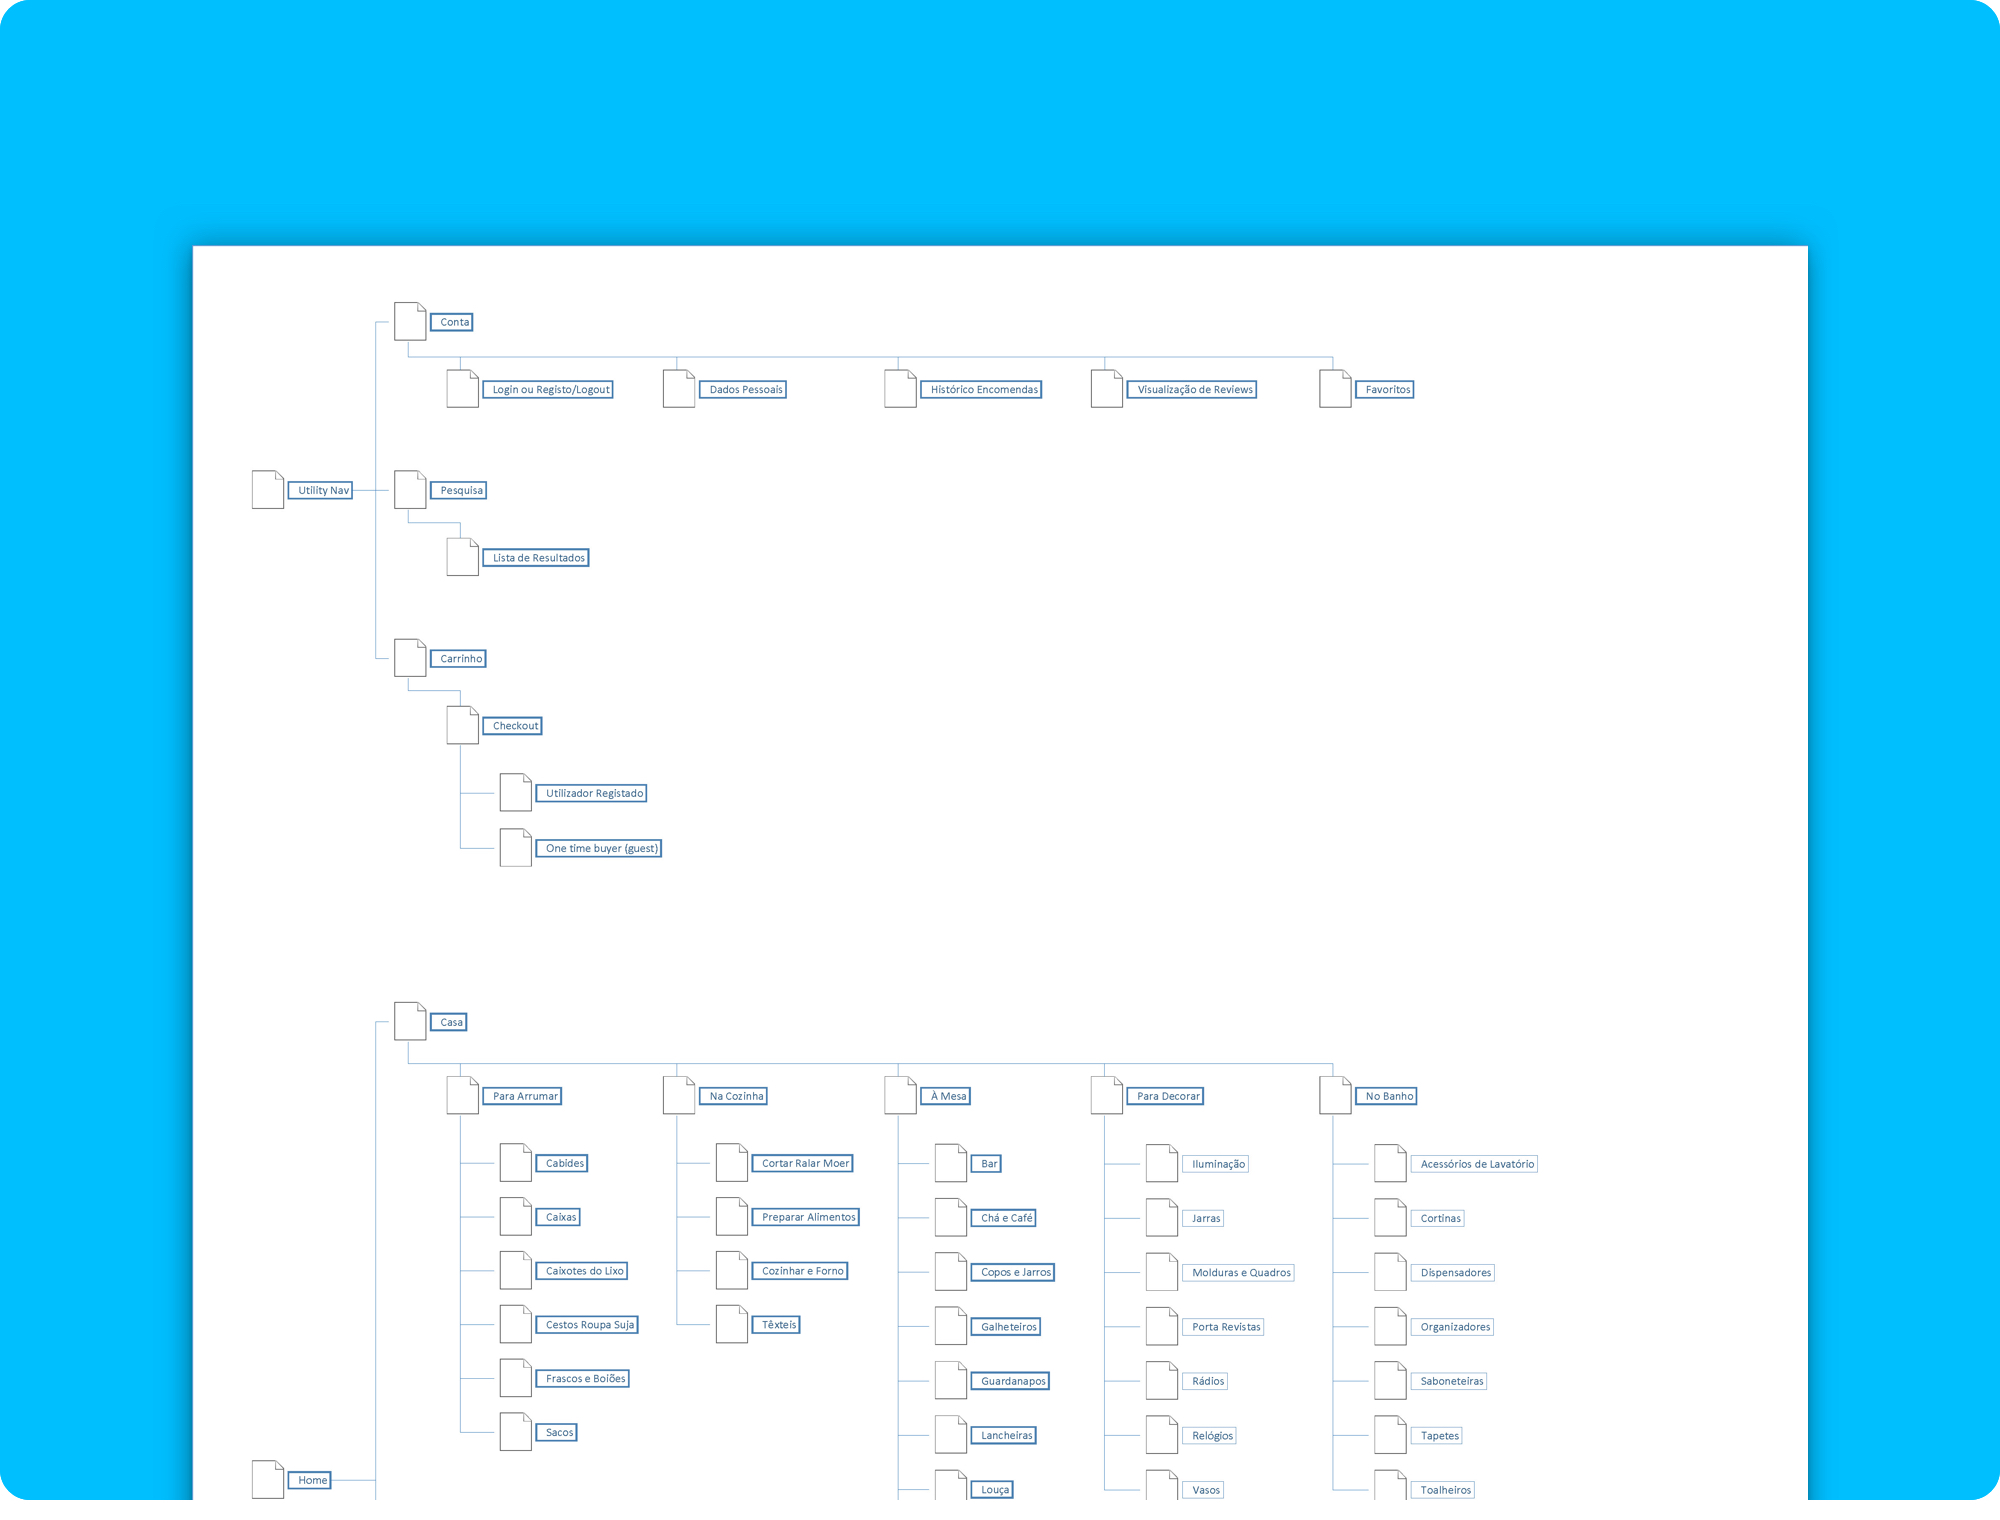 Conta
Login ou Registo/Logout
Dados Pessoais
Histórico Encomendas
Visualização de Reviews
Favoritos
Utility Nav
Pesquisa
Lista de Resultados
Carrinho
Checkout
Utilizador Registado
One time buyer (guest)
Casa
Para Arrumar
Na Cozinha
À Mesa
Para Decorar
No Banho
Cabides
Cortar Ralar Moer
Bar
Iluminação
Acessórios de Lavatório
Caixas
Preparar Alimentos
Chá e Café
Jarras
Cortinas
Caixotes do Lixo
Cozinhar e Forno
Copos e Jarros
Molduras e Quadros
Dispensadores
Cestos Roupa Suja
Têxteis
Galheteiros
Porta Revistas
Organizadores
Frascos e Boiões
Guardanapos
Rádios
Saboneteiras
Sacos
Lancheiras
Relógios
Tapetes
Home
Louça
Vasos
Toalheiros